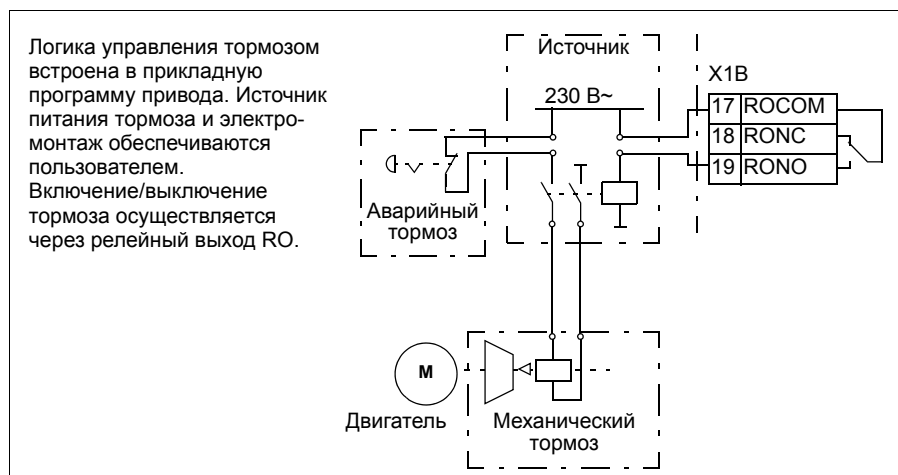 Логика управления тормозом
встроена в прикладную
программу привода. Источник
питания тормоза и электро-
монтаж обеспечиваются
пользователем.
Включение/выключение
тормоза осуществляется
через релейный выход RO.
Источник
230 В~
X1B
17 ROCOM
18 RONC
19 RONO
Аварийный
тормоз
M
Двигатель
Механический
тормоз